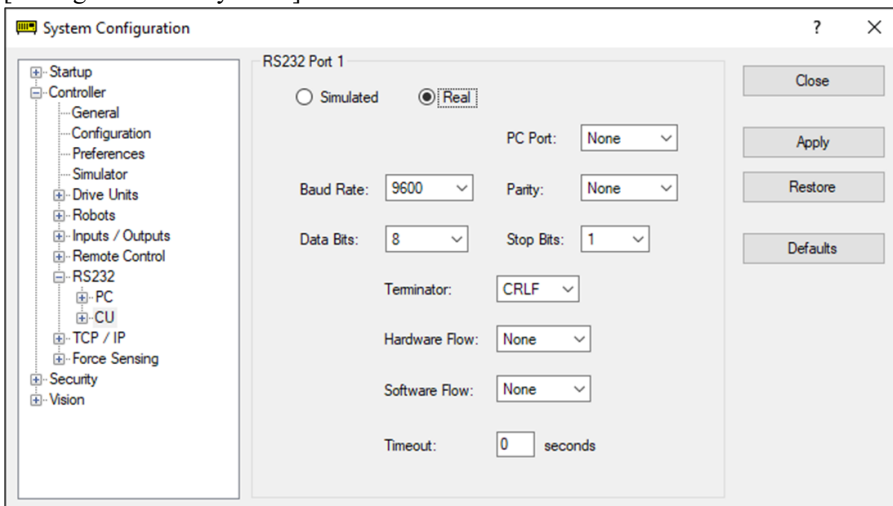 System Configuration
? X
Startup
Controller
General
Configuration
Preferences
Simulator
Drive Units
Robots
Inputs / Outputs
Remote Control
RS232
PC
CU
TCP / IP
Force Sensing
Security
Vision
RS232 Port 1
Simulated Real
PC Port: None
Baud Rate: 9600 Parity: None
Data Bits: 8 Stop Bits: 1
Terminator: CRLF
Hardware Flow: None
Software Flow: None
Timeout: 0 seconds
Close
Apply
Restore
Defaults